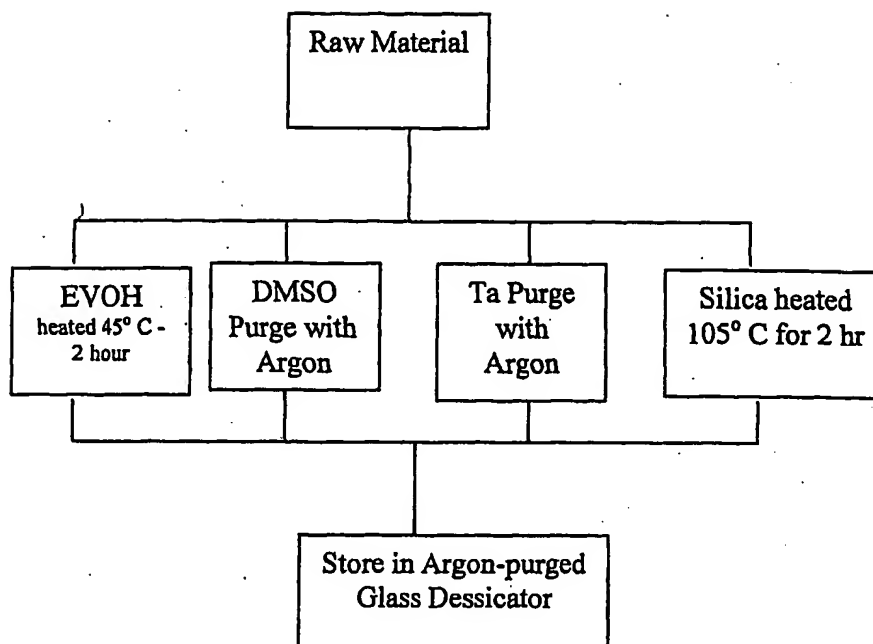 Raw Material
EVOH
heated 45° C -
2 hour
DMSO
Purge with
Argon
Ta Purge
with
Argon
Silica heated
105° C for 2 hr
Store in Argon-purged
Glass Dessicator